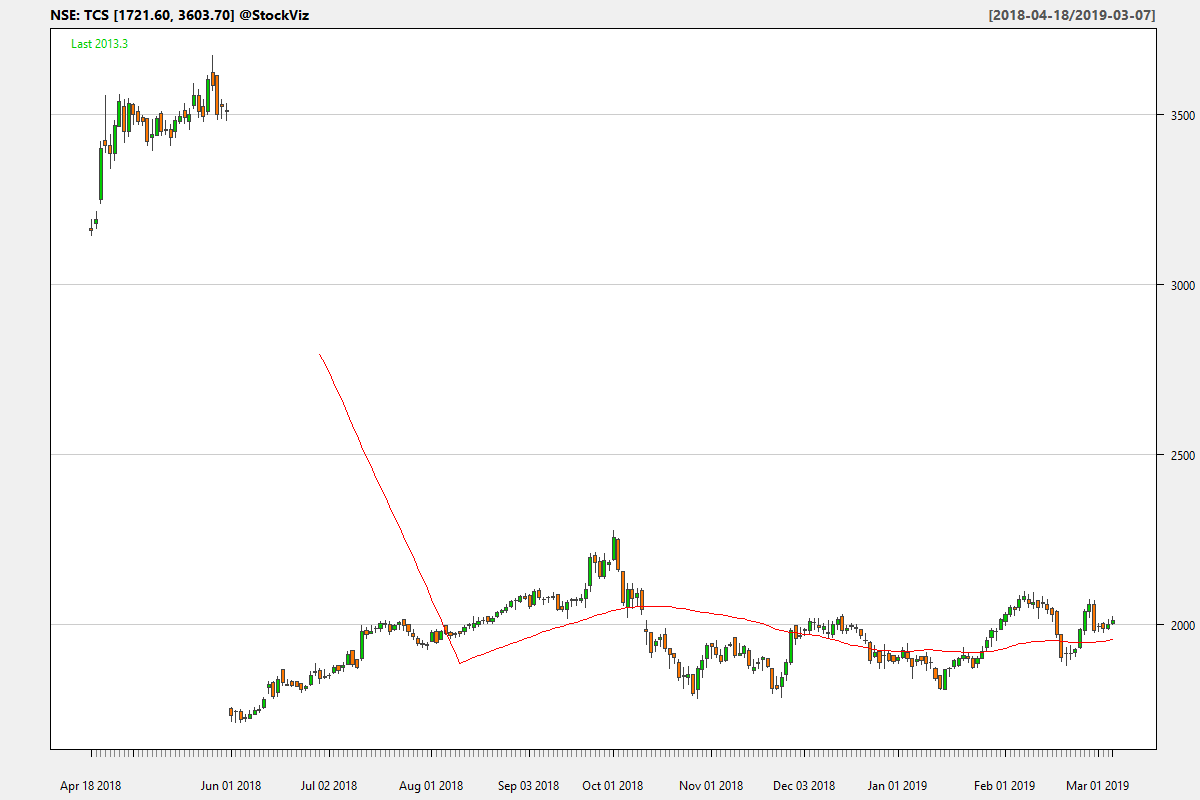 NSE: TCS [1721.60, 3603.70] @StockViz
[2018-04-18/2019-03-07]
Last 2013.3
3500
3000
2500
2000
Apr 18 2018 Jun 01 2018 Jul 02 2018 Aug 01 2018 Sep 03 2018 Oct 01 2018 Nov 01 2018 Dec 03 2018 Jan 01 2019 Feb 01 2019 Mar 01 2019